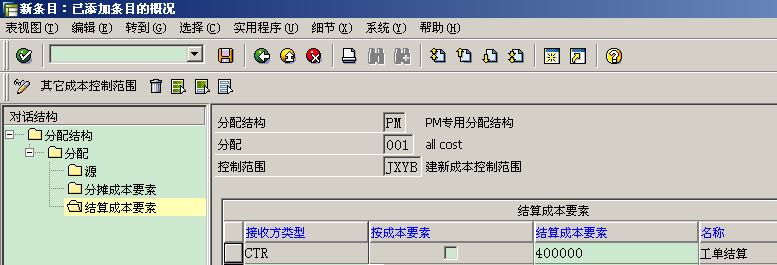 新条目:已添加条目的概况
表视图(T) 编辑(E) 转到(G) 选择(C) 实用程序(U) 细节(X) 系统(Y) 帮助(H)
其它成本控制范围
对话结构
分配结构
分配
源
分摊成本要素
结算成本要素
分配结构 PM PM专用分配结构
分配 001 all cost
控制范围 JXYB 建新成本控制范围
结算成本要素
接收方类型 按成本要素 结算成本要素 名称
CTR 400000 工单结算